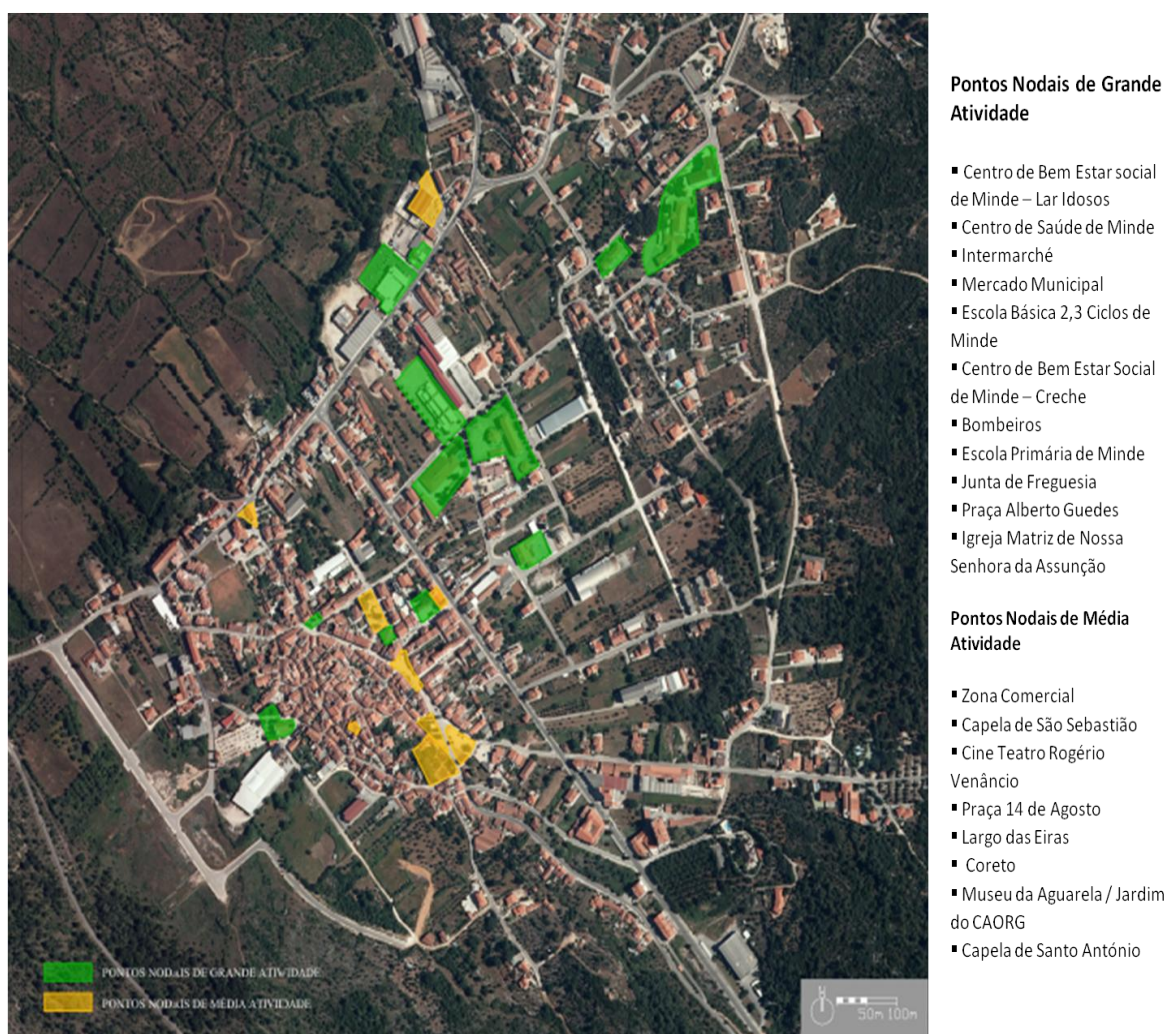 Pontos Nodais de Grande
Atividade
▪ Centro de Bem Estar social
de Minde – Lar Idosos
▪ Centro de Saúde de Minde
▪ Intermarché
▪ Mercado Municipal
▪ Escola Básica 2,3 Ciclos de
Minde
▪ Centro de Bem Estar Social
de Minde – Creche
▪ Bombeiros
▪ Escola Primária de Minde
▪ Junta de Freguesia
▪ Praça Alberto Guedes
▪ Igreja Matriz de Nossa
Senhora da Assunção
Pontos Nodais de Média
Atividade
▪ Zona Comercial
▪ Capela de São Sebastião
▪ Cine Teatro Rogério
Venâncio
▪ Praça 14 de Agosto
▪ Largo das Eiras
▪ Coreto
▪ Museu da Aguarela / Jardim
do CAORG
▪ Capela de Santo António
PONTOS NODAIS DE GRANDE ATIVIDADE
PONTOS NODAIS DE MÉDIA ATIVIDADE
N
50m 100m